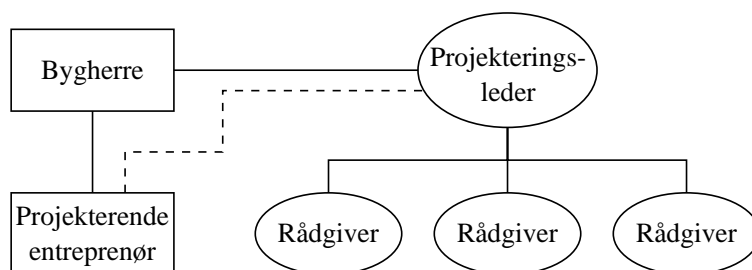 Bygherre
Projekterings-
leder
Projekterende
entreprenør
Rådgiver
Rådgiver
Rådgiver